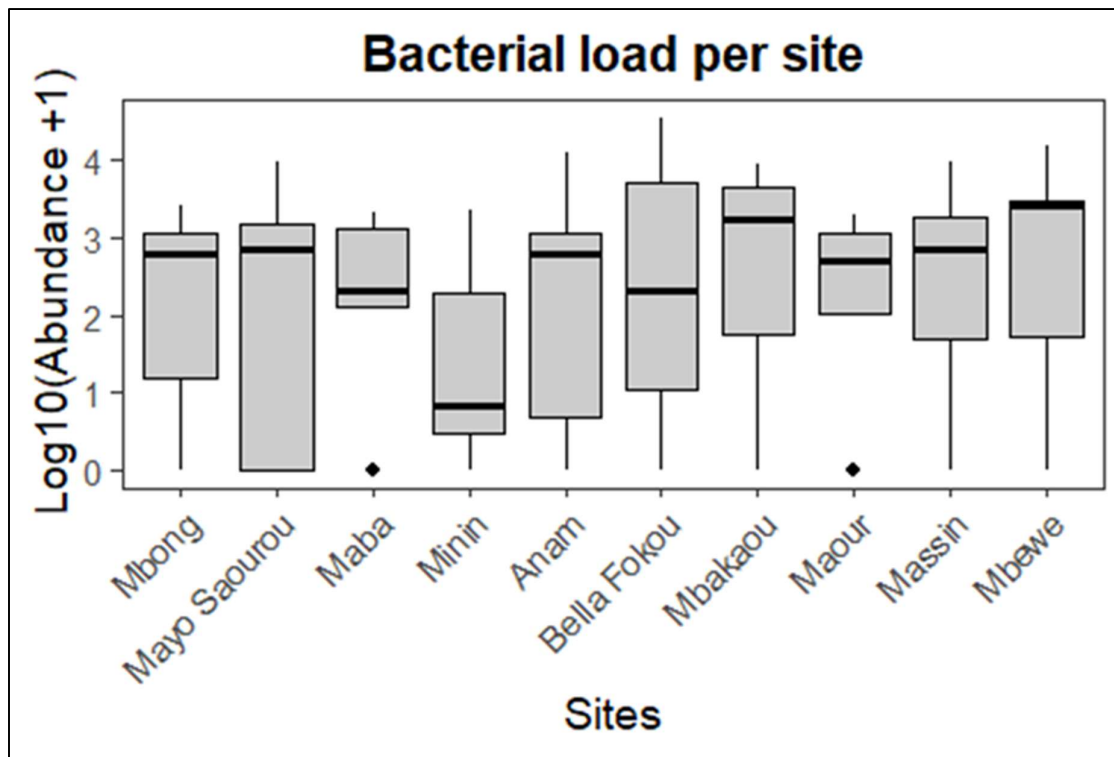 Bacterial load per site
Log10(Abundance +1)
4
3
2
1
0
Mbong
Mayo Saourou
Maba
Minin
Anam
Bella Fokou
Mbakaou
Maour
Massin
Mbewe
Sites